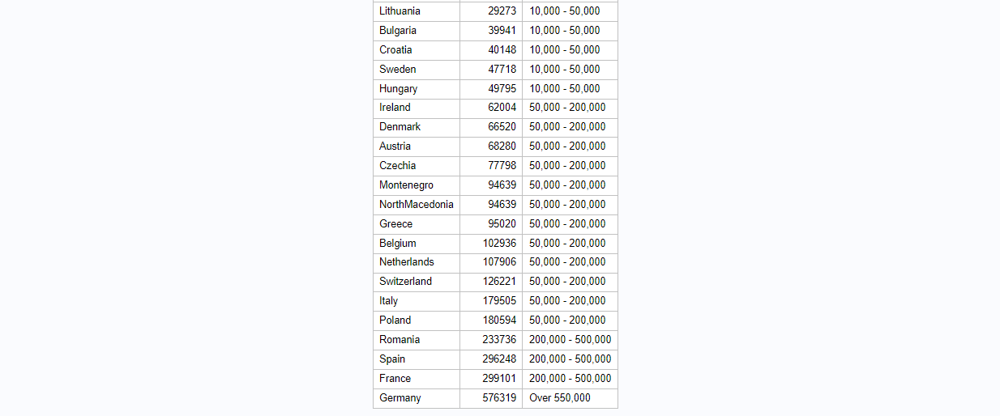 Lithuania 29273 10,000 - 50,000
Bulgaria 39941 10,000 - 50,000
Croatia 40148 10,000 - 50,000
Sweden 47718 10,000 - 50,000
Hungary 49795 10,000 - 50,000
Ireland 62004 50,000 - 200,000
Denmark 66520 50,000 - 200,000
Austria 68280 50,000 - 200,000
Czechia 77798 50,000 - 200,000
Montenegro 94639 50,000 - 200,000
NorthMacedonia 94639 50,000 - 200,000
Greece 95020 50,000 - 200,000
Belgium 102936 50,000 - 200,000
Netherlands 107906 50,000 - 200,000
Switzerland 126221 50,000 - 200,000
Italy 179505 50,000 - 200,000
Poland 180594 50,000 - 200,000
Romania 233736 200,000 - 500,000
Spain 296248 200,000 - 500,000
France 299101 200,000 - 500,000
Germany 576319 Over 550,000